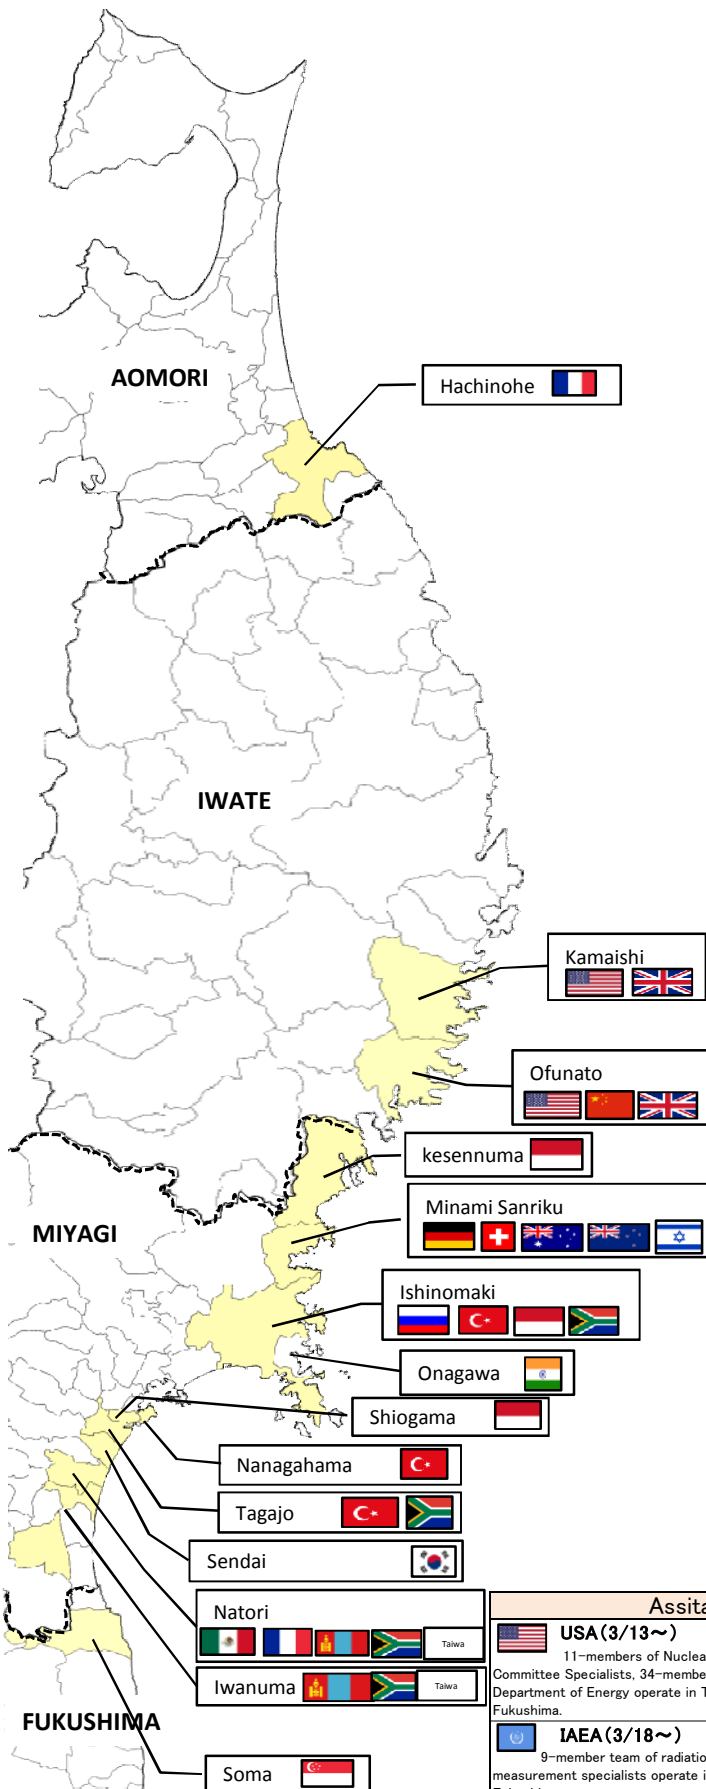 AOMORI
Hachinohe
IWATE
Kamaishi
Ofunato
kesennuma
MIYAGI
Minami Sanriku
Ishinomaki
Onagawa
Shiogama
Nanagahama
Tagajo
Sendai
Natori
Taiwa
Iwanuma
Taiwa
FUKUSHIMA
Soma
Assita
USA(3/13～)
11-members of Nuclea
Committee Specialists, 34-membe
Department of Energy operate in T
Fukushima.
IAEA(3/18～)
9-member team of radiatio
measurement specialists operate i